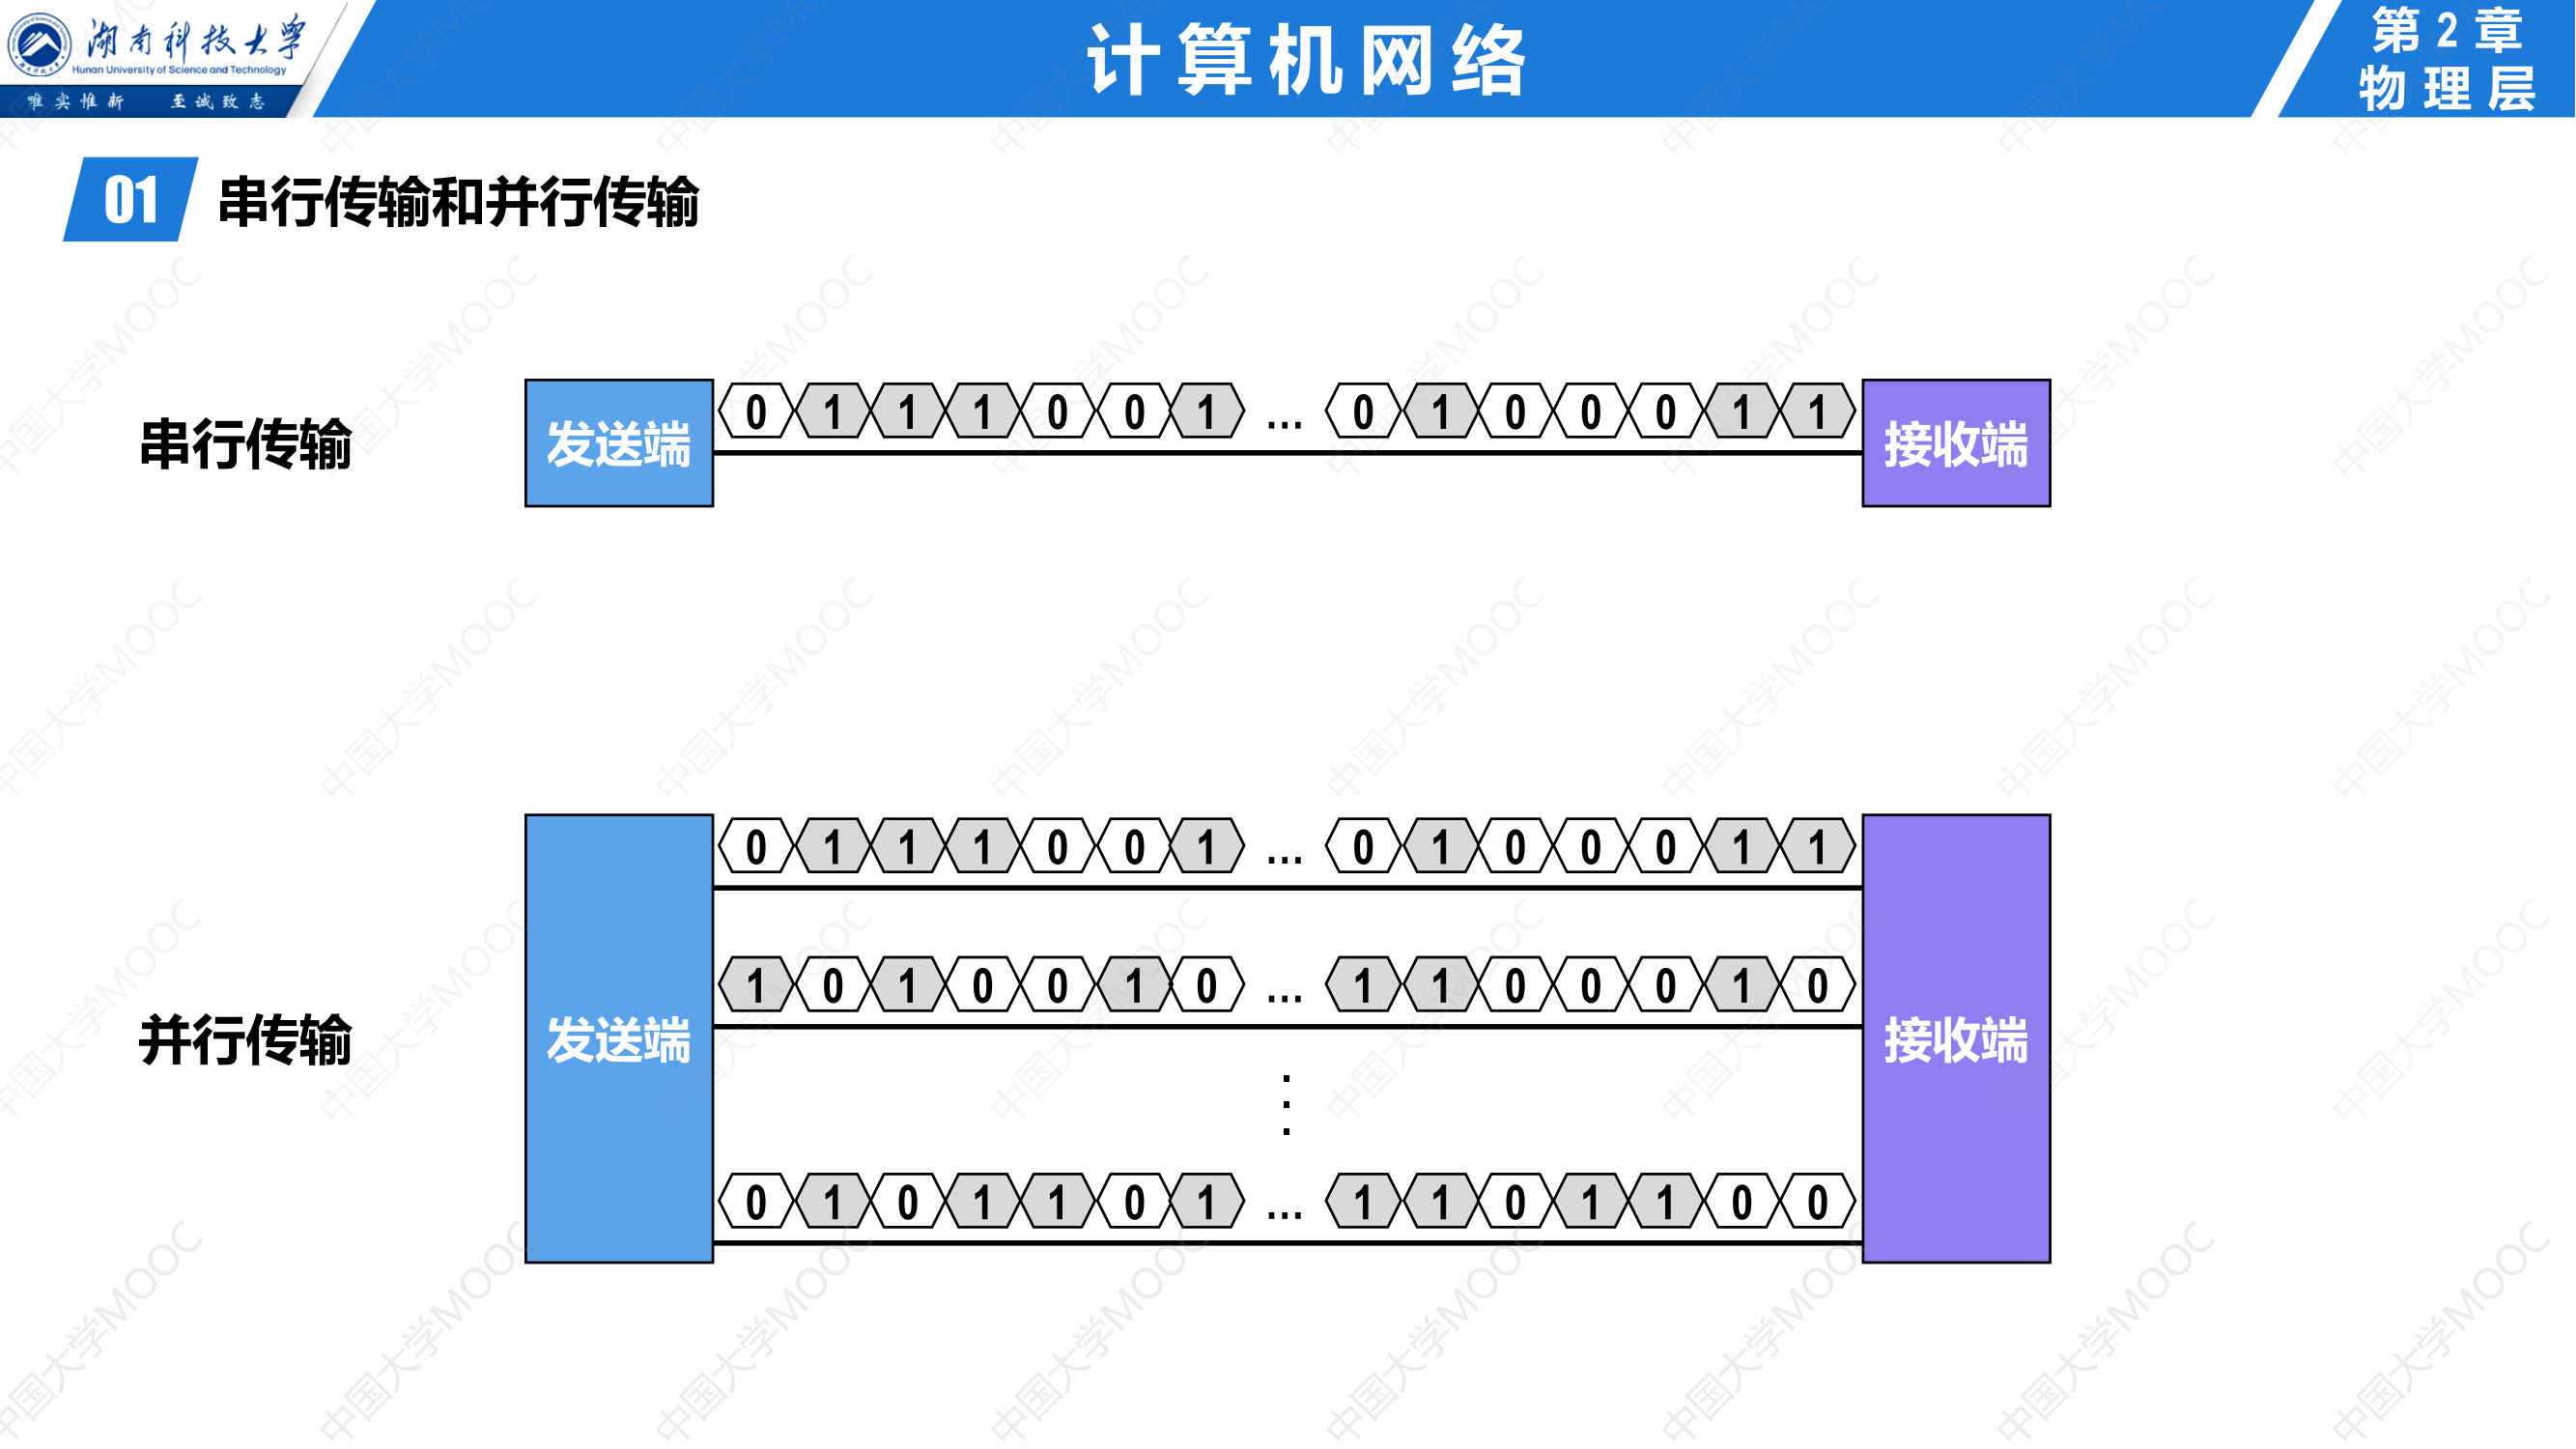 湖南科技大学
Hunan University of Science and Technology
唯实惟新 至诚致志
计算机网络
第2章
物理层
01 串行传输和并行传输
串行传输
发送端
0 1 1 1 0 0 1 ... 0 1 0 0 0 1 1
接收端
并行传输
发送端
0 1 1 1 0 0 1 ... 0 1 0 0 0 1 1
1 0 1 0 0 1 0 ... 1 1 0 0 0 1 0
0 1 0 1 1 0 1 ... 1 1 0 1 1 0 0
接收端
中国大学MOOC